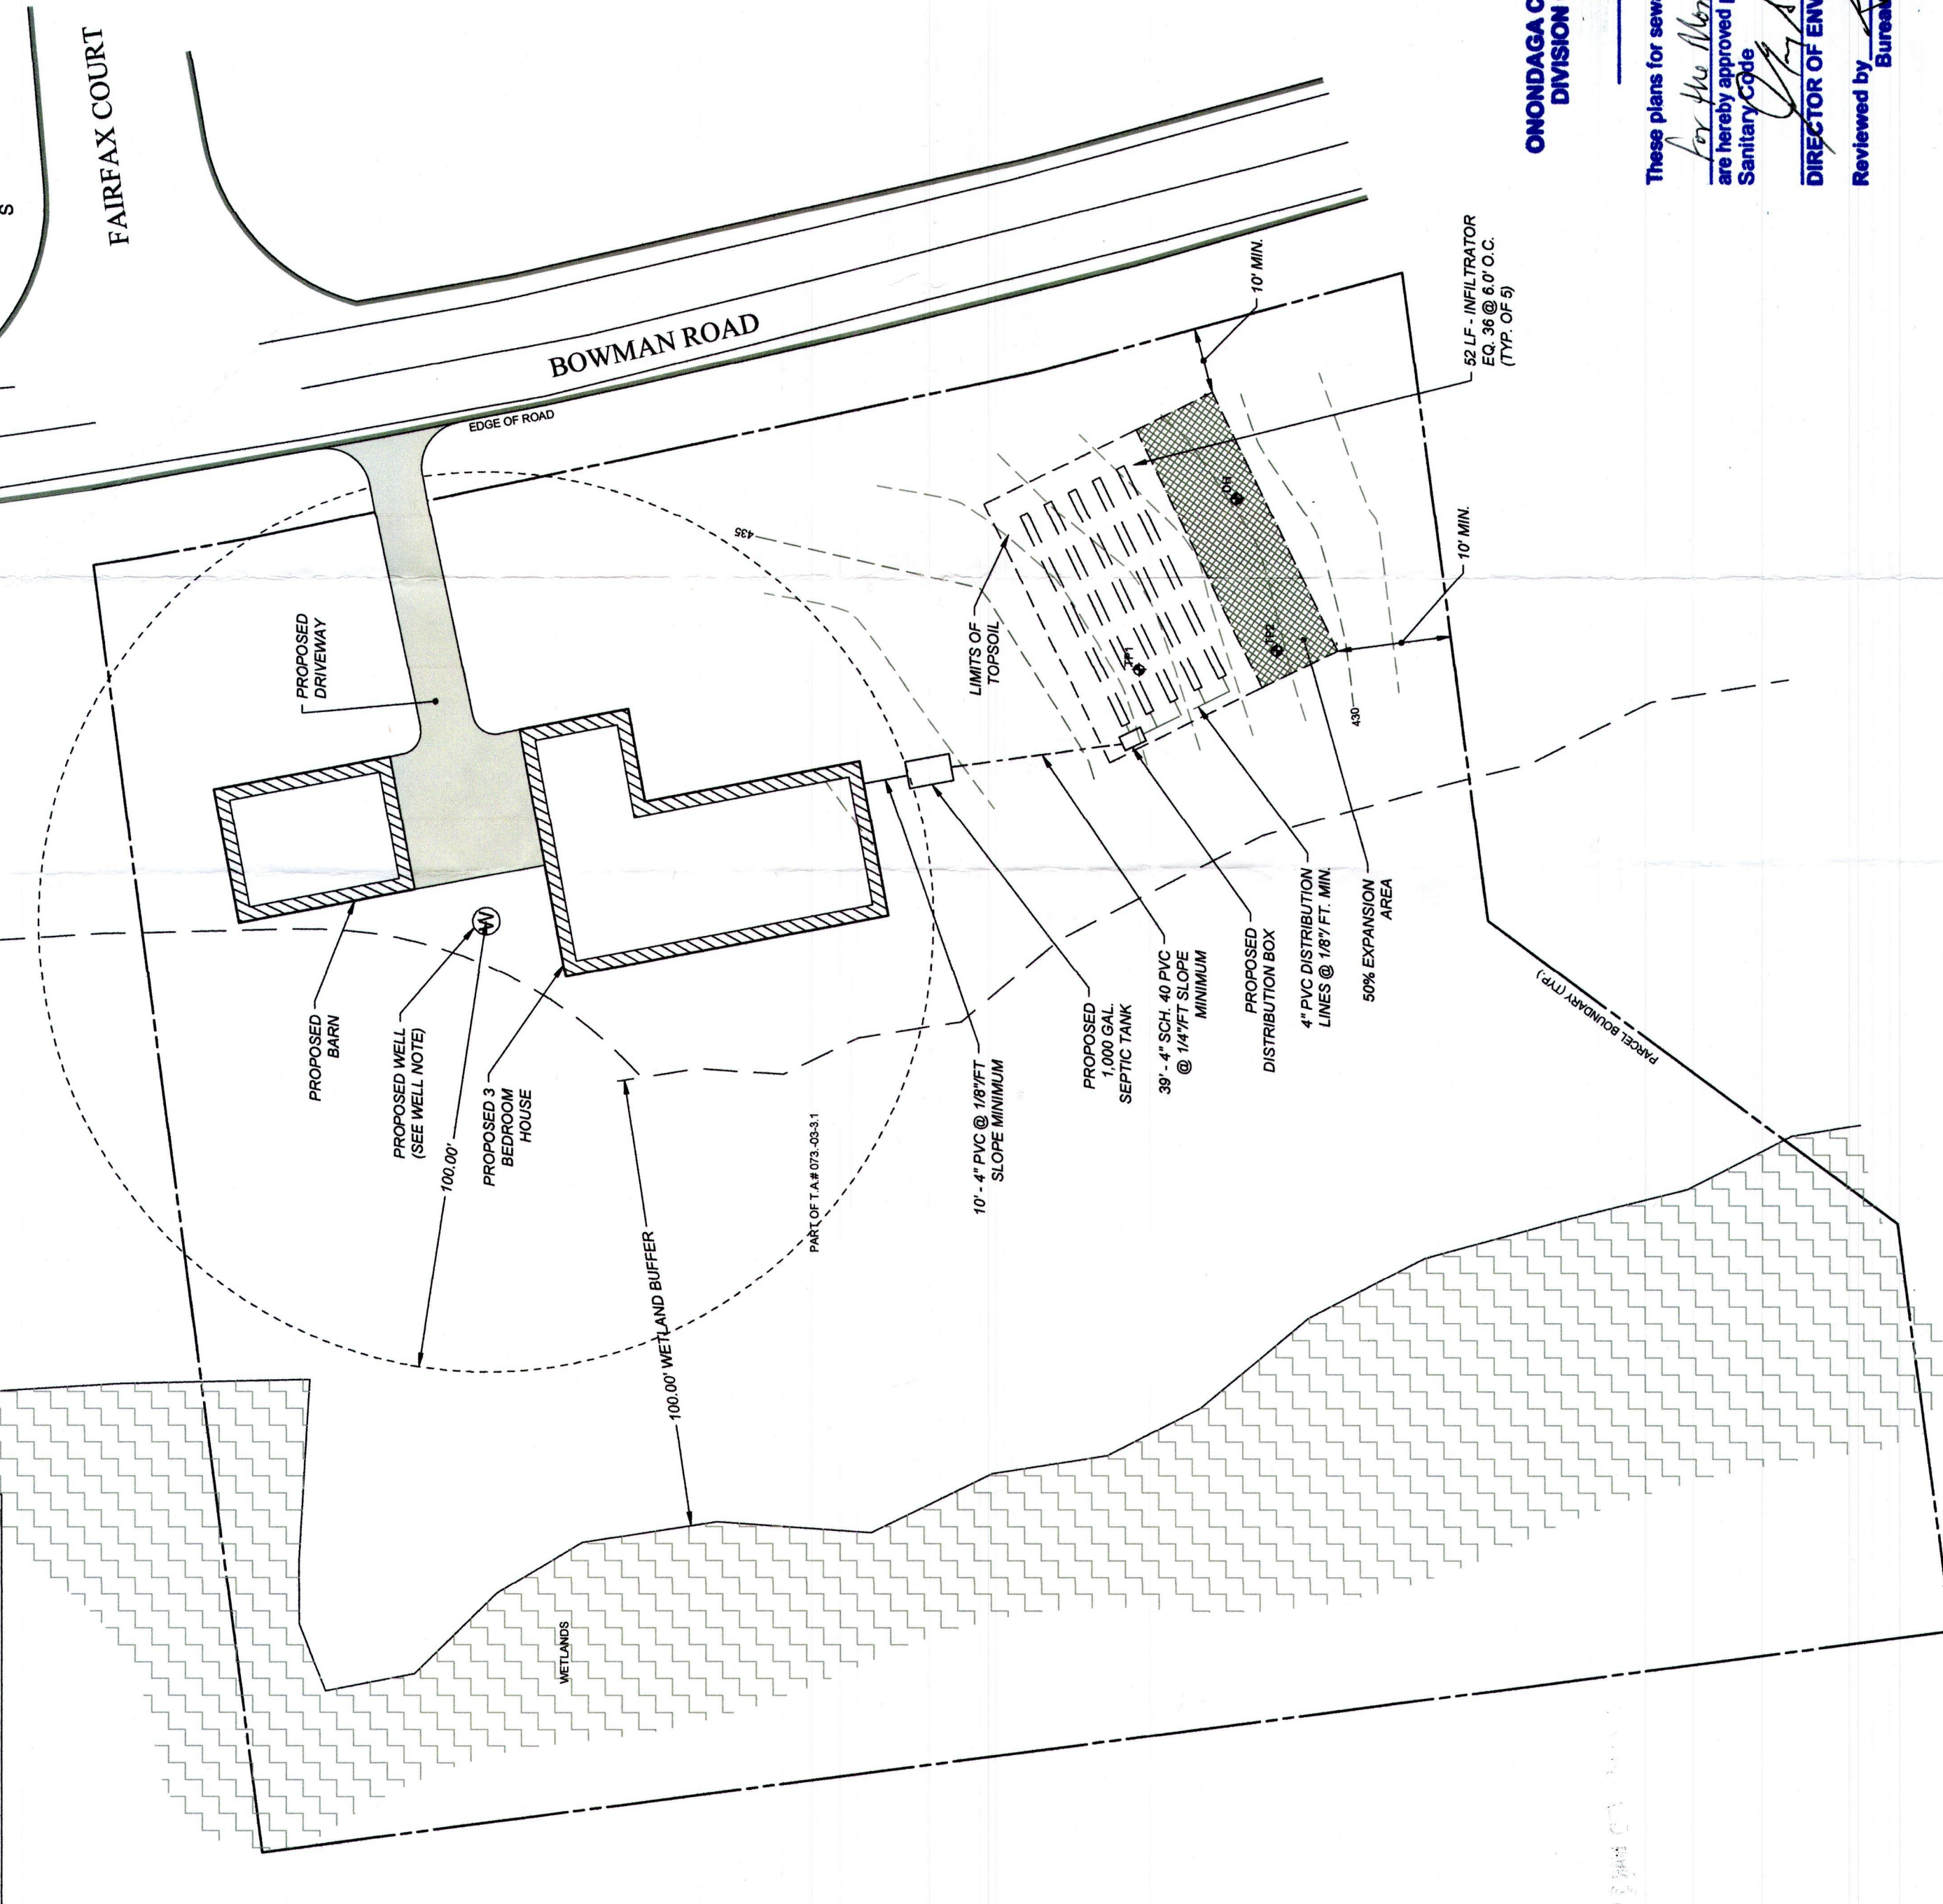 S
FAIRFAX COURT
BOWMAN ROAD
EDGE OF ROAD
PROPOSED
DRIVEWAY
PROPOSED
BARN
PROPOSED WELL
(SEE WELL NOTE)
W
100.00'
PROPOSED 3
BEDROOM
HOUSE
100.00' WETLAND BUFFER
WETLANDS
PART OF T.A.# 073.-03-3.1
435
LIMITS OF
TOPSOIL
10' - 4" PVC @ 1/8"/FT
SLOPE MINIMUM
PROPOSED
1,000 GAL.
SEPTIC TANK
39' - 4" SCH. 40 PVC
@ 1/4"/FT SLOPE
MINIMUM
PROPOSED
DISTRIBUTION BOX
4" PVC DISTRIBUTION
LINES @ 1/8"/ FT. MIN.
50% EXPANSION
AREA
TP1
TP2
DH
430
10' MIN.
10' MIN.
52 LF - INFILTRATOR
EQ. 36 @ 6.0' O.C.
(TYP. OF 5)
PARCEL BOUNDARY (TYP.)
ONONDAGA C
DIVISION
These plans for sew
for the
are hereby approved
Sanitary Code
DIRECTOR OF ENV
Reviewed by
Bureau